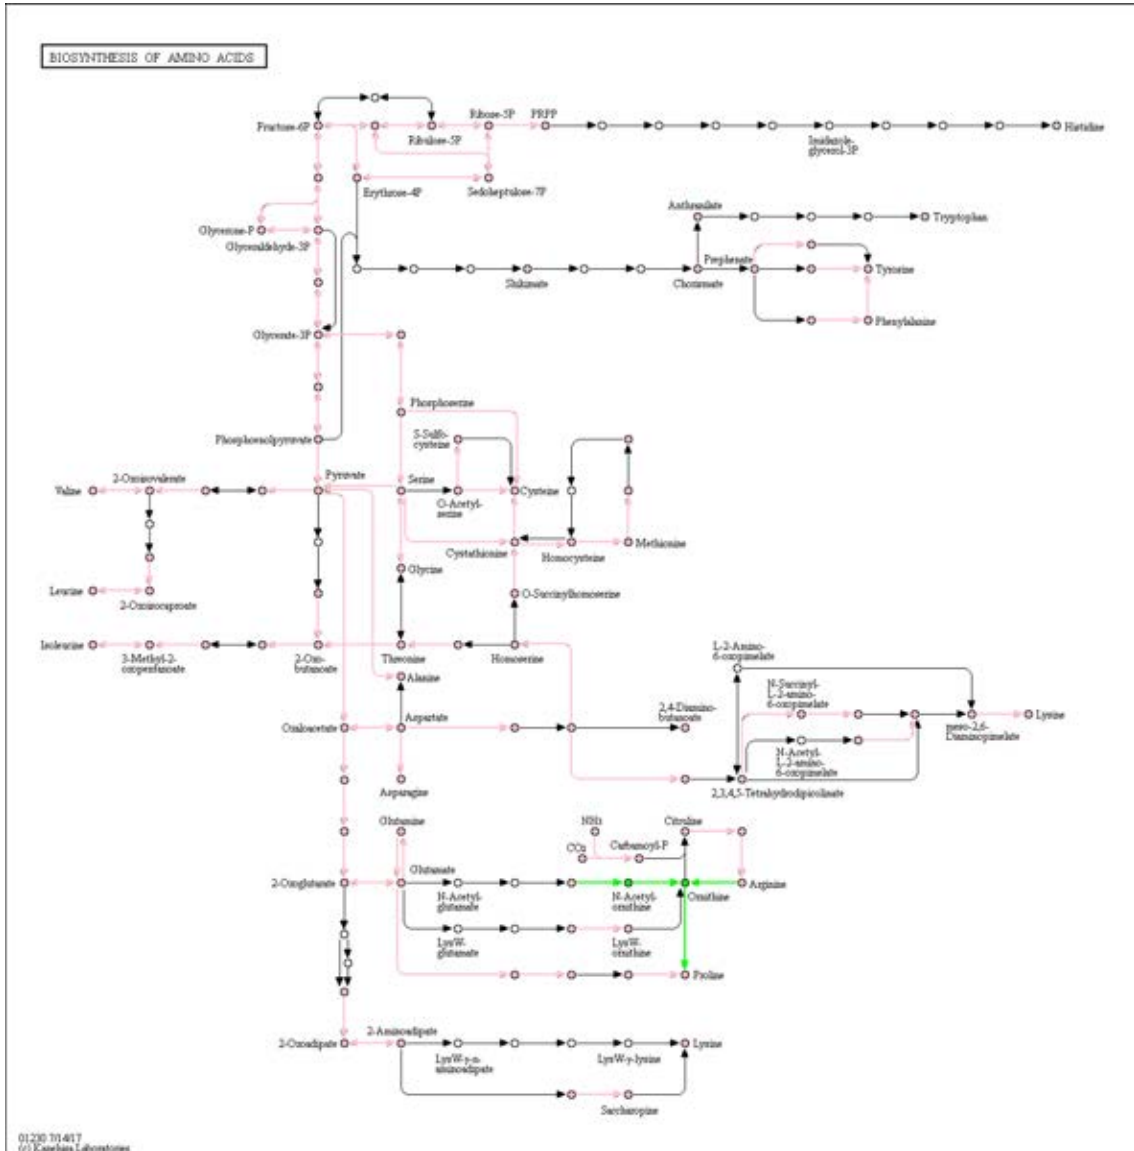 BIOSYNTHESIS OF AMINO ACIDS
Ribose-5P
PRPP
Fructose-6P
Ribulose-5P
Imidazole-
glycerol-3P
Histidine
Erythrose-4P
Sedoheptulose-7P
Anthranilate
Tryptophan
Glycerone-P
Glyceraldehyde-3P
Prephenate
Tyrosine
Shikimate
Chorismate
Phenylalanine
Glycerate-3P
Phosphoserine
Phosphoenolpyruvate
S-Sulfo-
cysteine
2-Oxoisovalerate
Pyruvate
Serine
Valine
Cysteine
O-Acetyl-
serine
Cystathionine
Homocysteine
Methionine
Glycine
Leucine
2-Oxoisocaproate
O-Succinylhomoserine
Isoleucine
3-Methyl-2-
oxopentanoate
2-Oxo-
butanoate
Threonine
Homoserine
Alanine
L-2-Amino-
6-oxopimelate
N-Succinyl-
L-2-amino-
6-oxopimelate
Aspartate
2,4-Diamino-
butanoate
Oxaloacetate
Lysine
meso-2,6-
Diaminopimelate
N-Acetyl-
L-2-amino-
6-oxopimelate
Asparagine
2,3,4,5-Tetrahydrodipicolinate
Glutamine
NH3
Citrulline
CO2
Carbamoyl-P
Glutamate
2-Oxoglutarate
N-Acetyl-
glutamate
N-Acetyl-
ornithine
Ornithine
Arginine
LysW-
glutamate
LysW-
ornithine
Proline
2-Aminoadipate
2-Oxoadipate
Lysine
LysW-γ-α-
aminoadipate
LysW-γ-lysine
Saccharopine
01230 7/14/17
(c) Kanehisa Laboratories